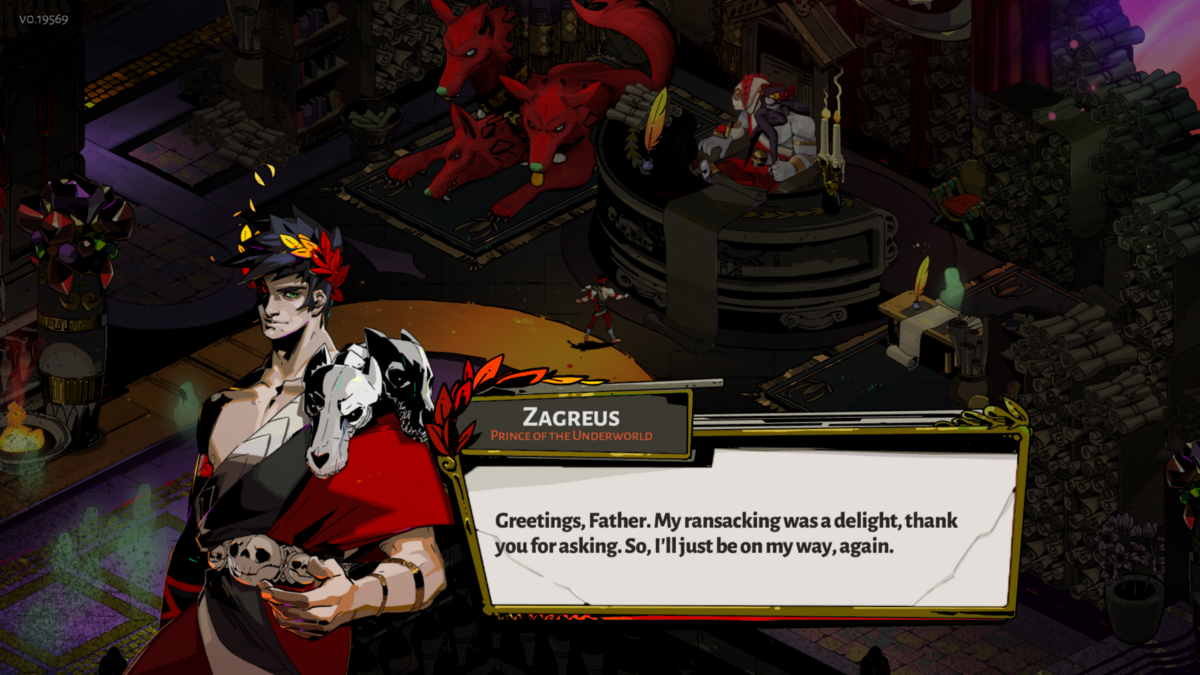 V0.19569
Zagreus
Prince of the Underworld
Greetings, Father. My ransacking was a delight, thank
you for asking. So, I'll just be on my way, again.